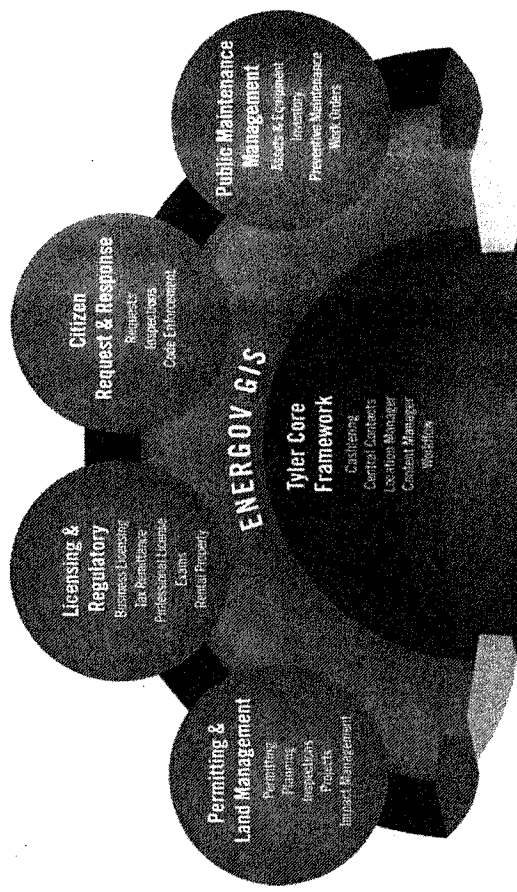 Permitting &
Land Management
Permitting
Planning
Inspections
Projects
Impact Management
Licensing &
Regulatory
Business Licensing
Tax Remittance
Professional License
Exams
Rental Property
Citizen
Request & Response
Requests
Inspections
Code Enforcement
Public Maintenance
Management
Assets & Equipment
Inventory
Preventive Maintenance
Work Orders
ENERGOV GIS
Tyler Core
Framework
Cashiering
Central Contacts
Location Manager
Content Manager
Workflow